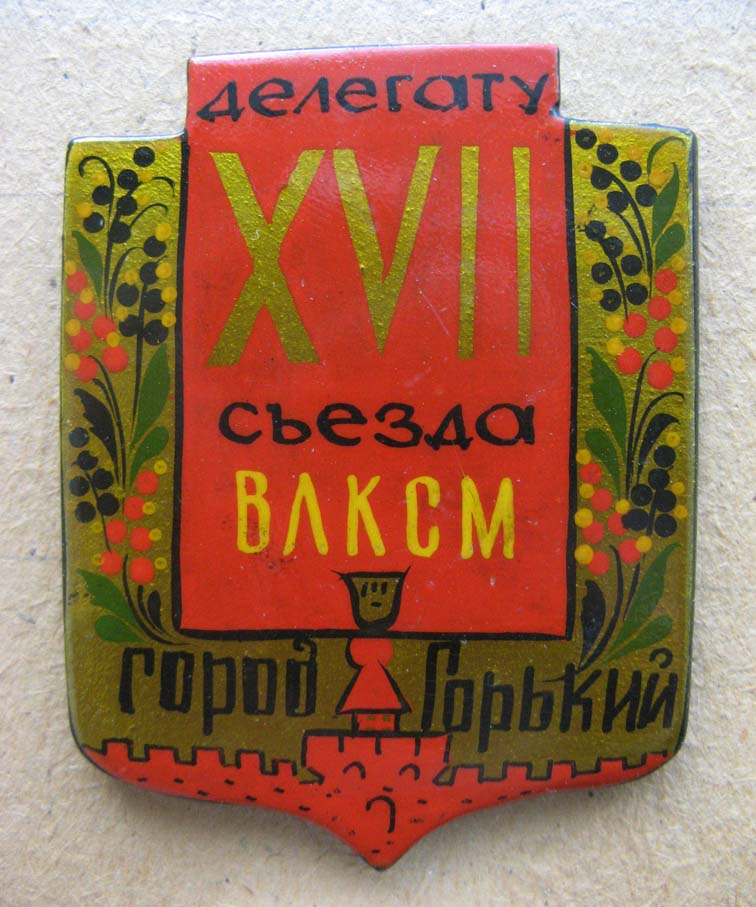 делегату
XVII
съезда
ВЛКСМ
город Горький